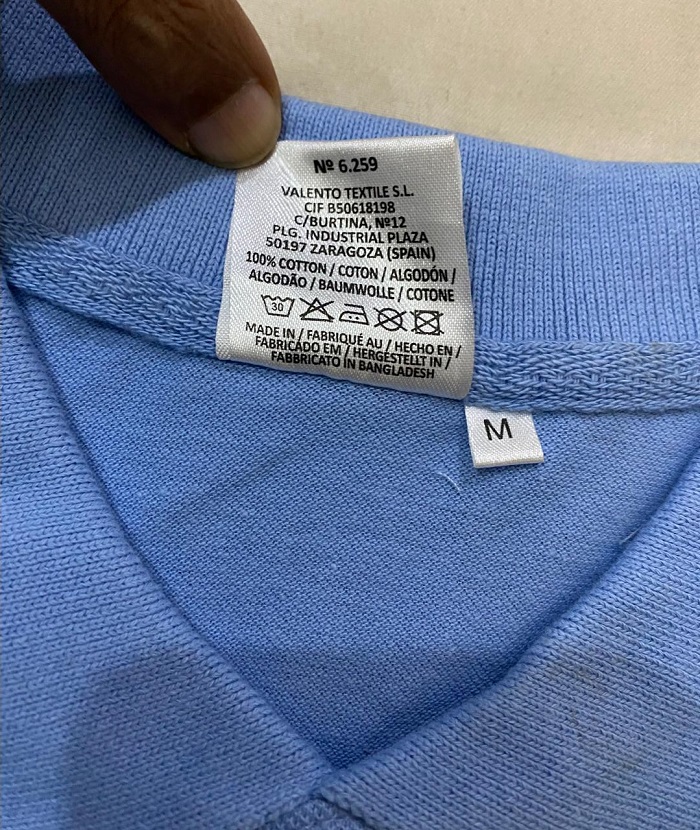 Nº 6.259
VALENTO TEXTILE S.L.
CIF B50618198
C/BURTINA, Nº12
PLG. INDUSTRIAL PLAZA
50197 ZARAGOZA (SPAIN)
100% COTTON / COTON / ALGODÓN /
ALGODÃO / BAUMWOLLE / COTONE
30
MADE IN / FABRIQUÉ AU / HECHO EN /
FABRICADO EM / HERGESTELLT IN /
FABBRICATO IN BANGLADESH
M